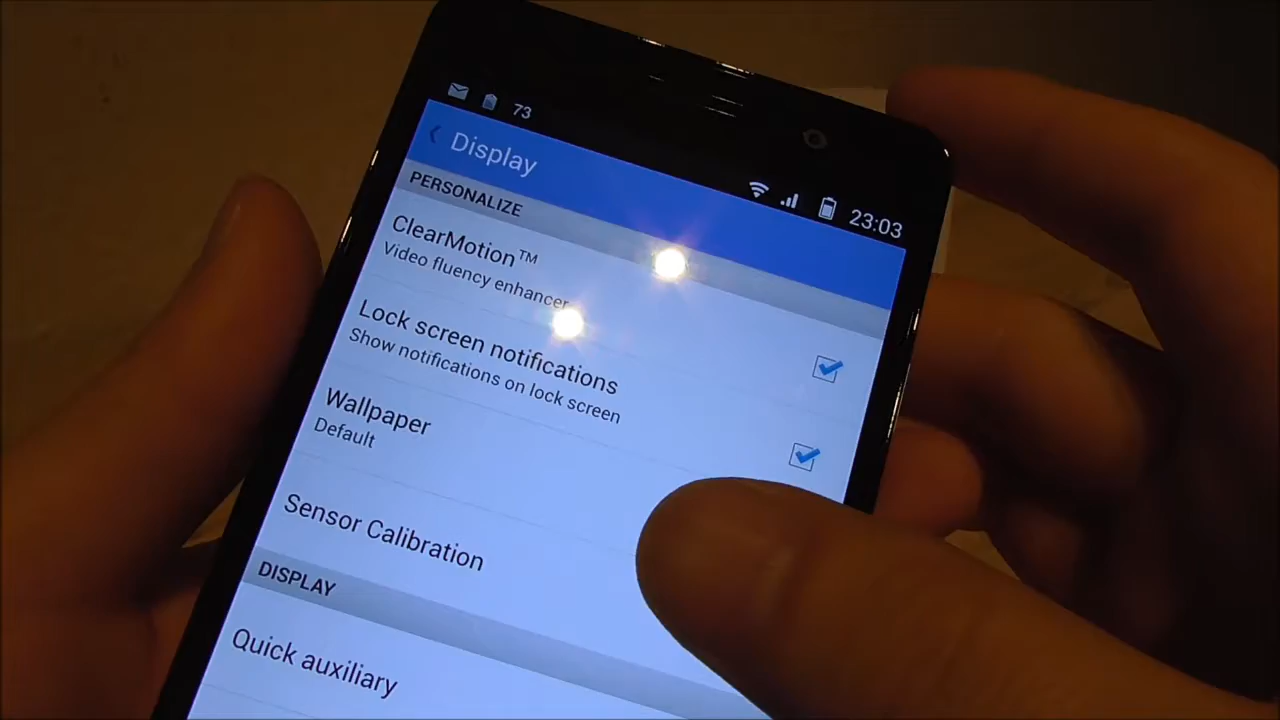 73
23:03
Display
PERSONALIZE
ClearMotion™
Video fluency enhancer
Lock screen notifications
Show notifications on lock screen
Wallpaper
Default
Sensor Calibration
DISPLAY
Quick auxiliary